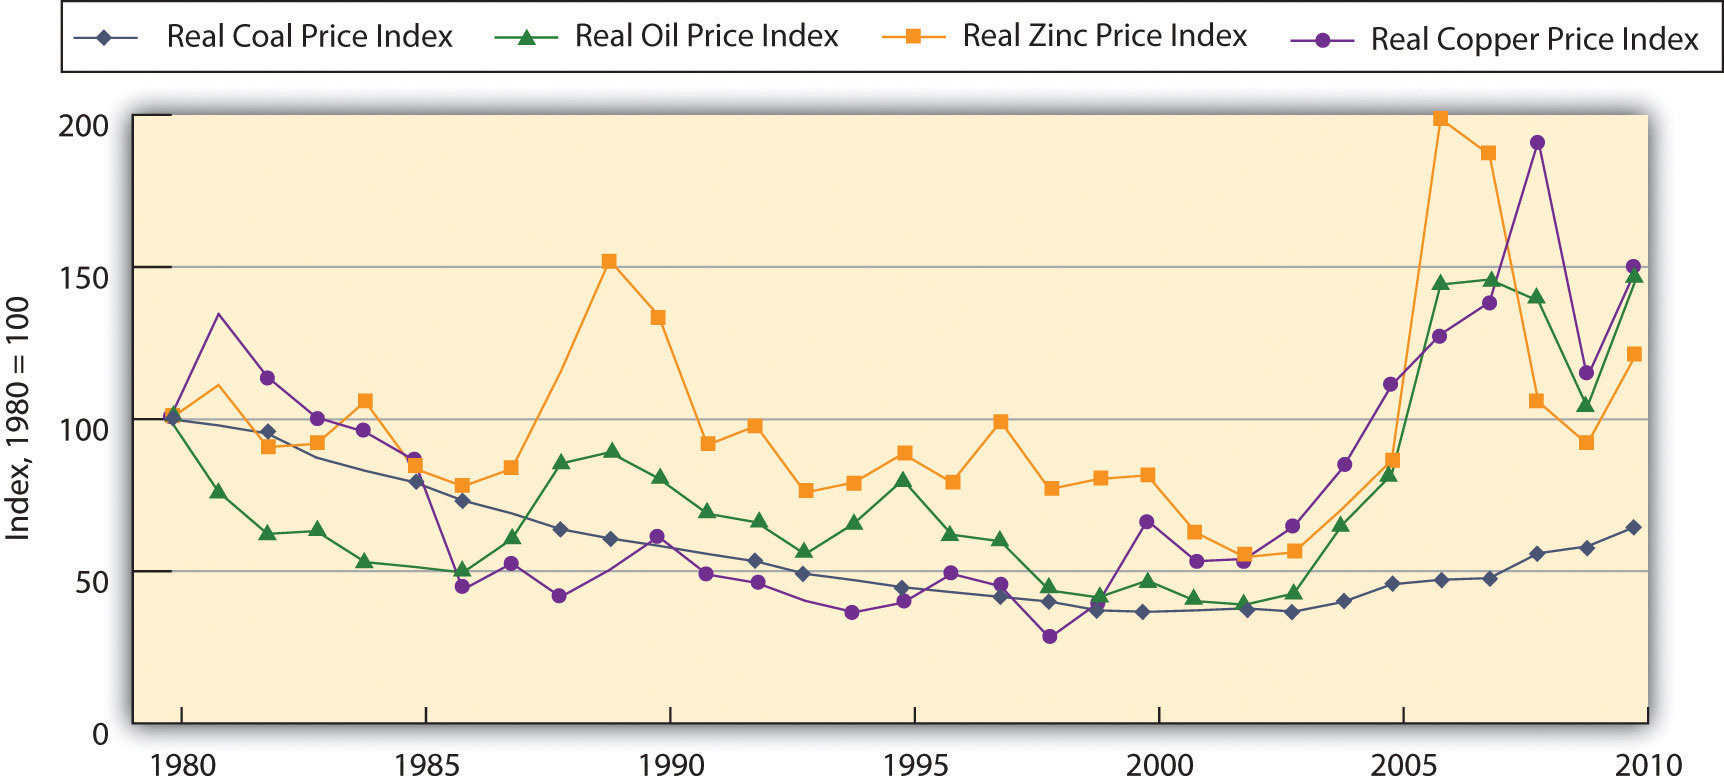 Real Coal Price Index Real Oil Price Index Real Zinc Price Index Real Copper Price Index
200
150
100
50
0
Index, 1980 = 100
1980 1985 1990 1995 2000 2005 2010